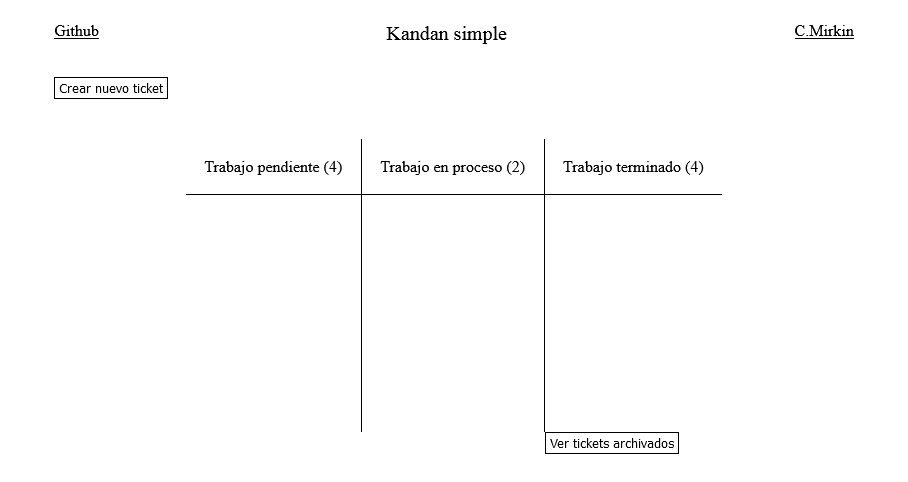 Github
Kandan simple
C.Mirkin
Crear nuevo ticket
Trabajo pendiente (4)
Trabajo en proceso (2)
Trabajo terminado (4)
Ver tickets archivados